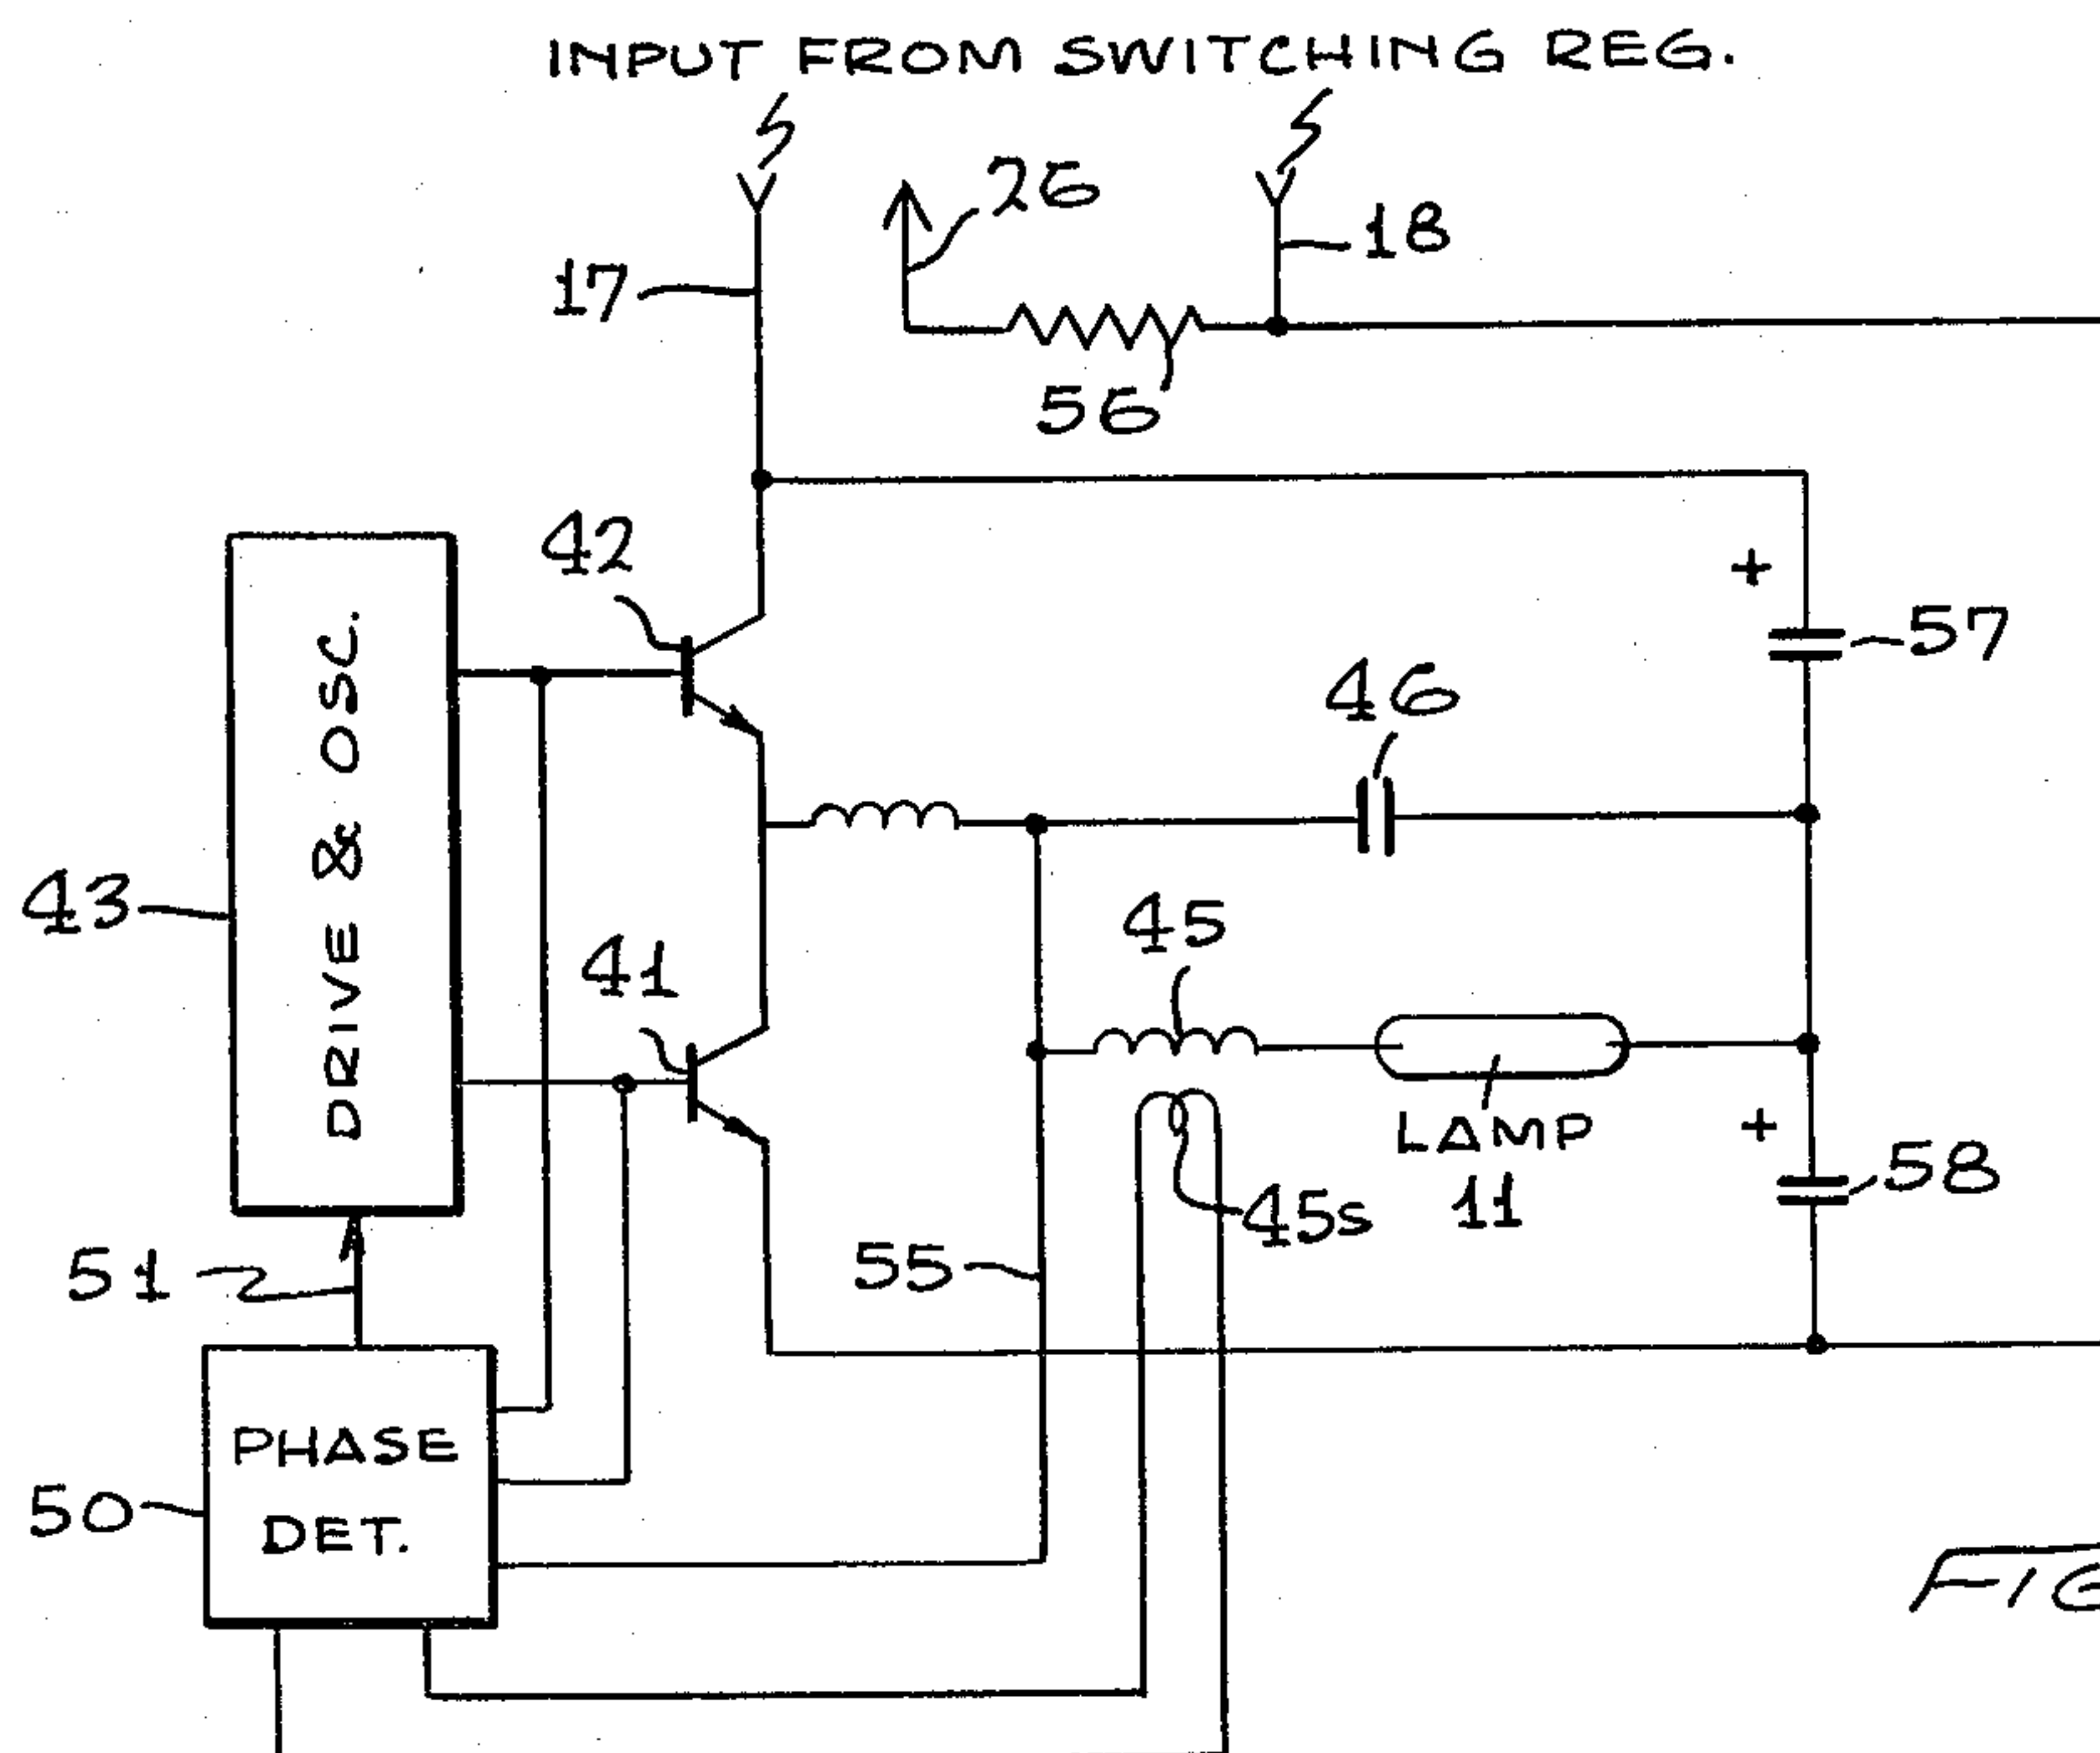 INPUT FROM SWITCHING REG.
26
18
17
56
42
57
46
DRIVE & OSC.
43
45
41
LAMP
11
58
45s
55
51
PHASE
DET.
50
FIG